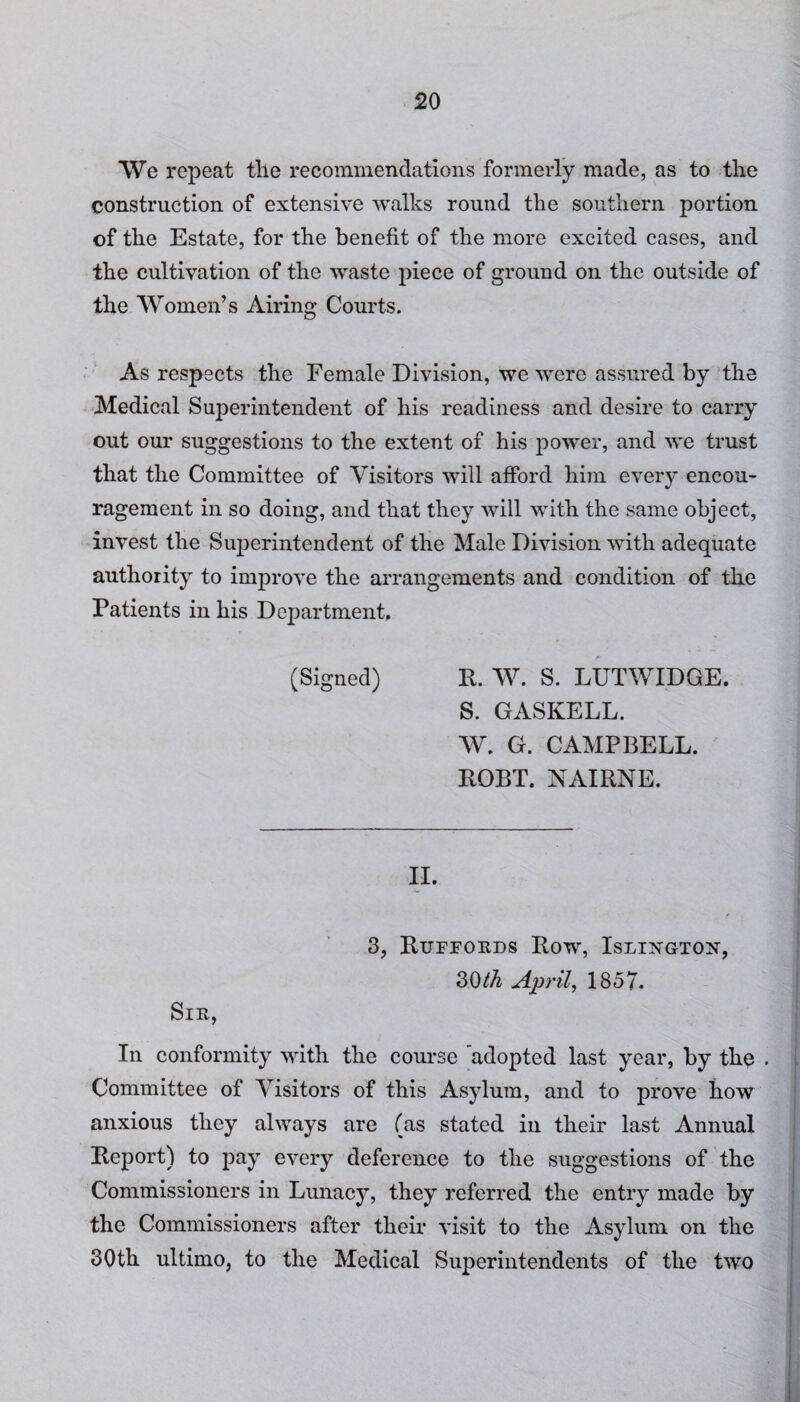 20
We repeat the recommendations formerly made, as to the
construction of extensive walks round the southern portion
of the Estate, for the benefit of the more excited cases, and
the cultivation of the waste piece of ground on the outside of
the Women's Airing Courts.
As respects the Female Division, we were assured by the
Medical Superintendent of his readiness and desire to carry
out our suggestions to the extent of his power, and we trust
that the Committee of Visitors will afford him every encou-
ragement in so doing, and that they will with the same object,
invest the Superintendent of the Male Division with adequate
authority to improve the arrangements and condition of the
Patients in his Department.
(Signed) R. W. S. LUTWIDGE.
S. GASKELL.
W. G. CAMPBELL.
ROBT. NAIRNE.
II.
3, Ruffords Row, Islington,
30th April, 1857.
Sir,
In conformity with the course adopted last year, by the
Committee of Visitors of this Asylum, and to prove how
anxious they always are (as stated in their last Annual
Report) to pay every deference to the suggestions of the
Commissioners in Lunacy, they referred the entry made by
the Commissioners after their visit to the Asylum on the
30th ultimo, to the Medical Superintendents of the two